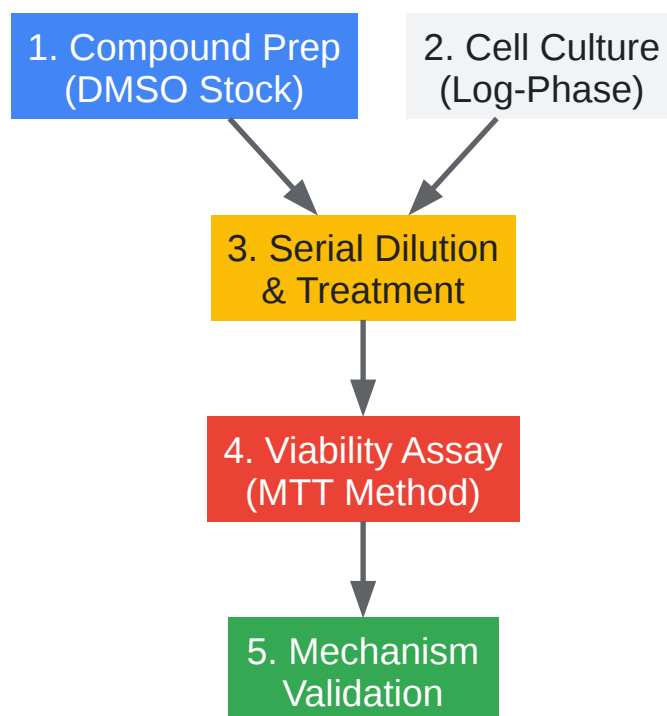 1. Compound Prep
(DMSO Stock)
2. Cell Culture
(Log-Phase)
3. Serial Dilution
& Treatment
4. Viability Assay
(MTT Method)
5. Mechanism
Validation